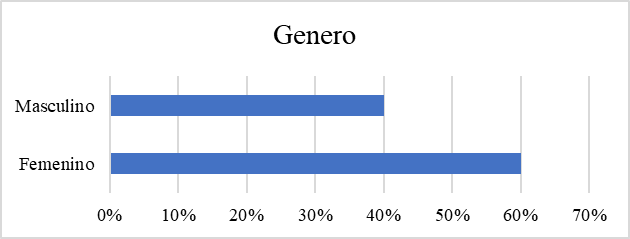 Genero
Masculino
Femenino
0% 10% 20% 30% 40% 50% 60% 70%